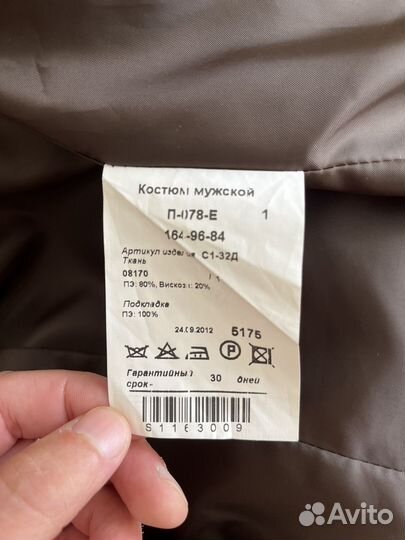 Костюм мужской
П-078-Е 1
164-96-84
Артикул изделия С1-32Д
Ткань
08170
ПЭ: 80%, Вискоза: 20%,
Подкладка
ПЭ: 100%
24.09.2012 5175
P
Гарантийный
срок- 30 дней
S1163009
Avito